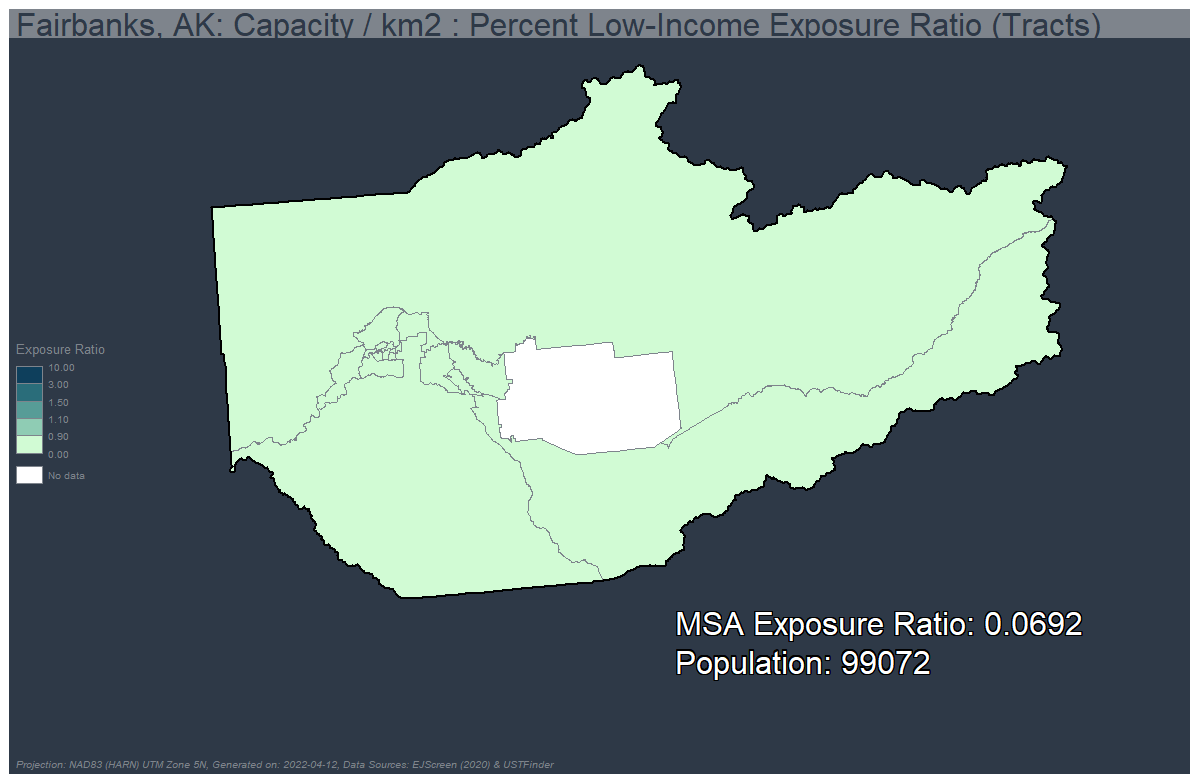 Fairbanks, AK: Capacity / km2 : Percent Low-Income Exposure Ratio (Tracts)
Exposure Ratio
10.00
3.00
1.50
1.10
0.90
0.00
No data
MSA Exposure Ratio: 0.0692
Population: 99072
Projection: NAD83 (HARN) UTM Zone 5N, Generated on: 2022-04-12, Data Sources: EJScreen (2020) & USTFinder